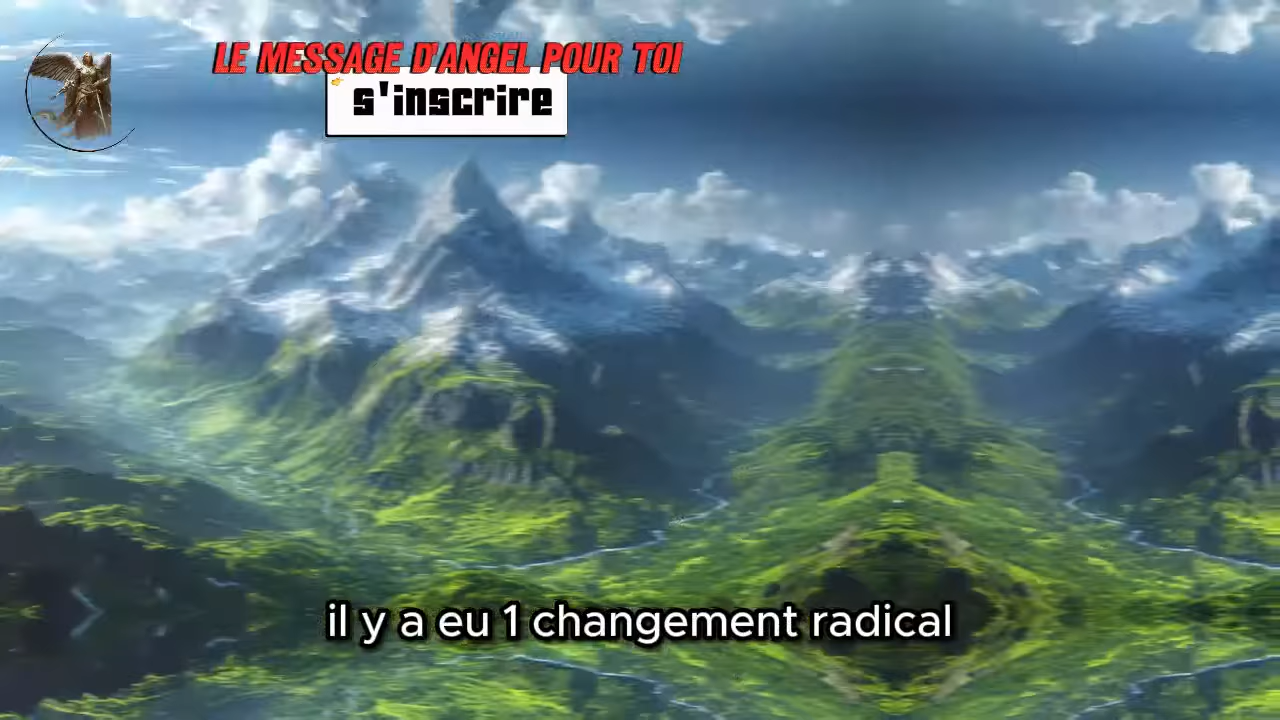 LE MESSAGE D'ANGEL POUR TOI
s'inscrire
il y a eu 1 changement radical